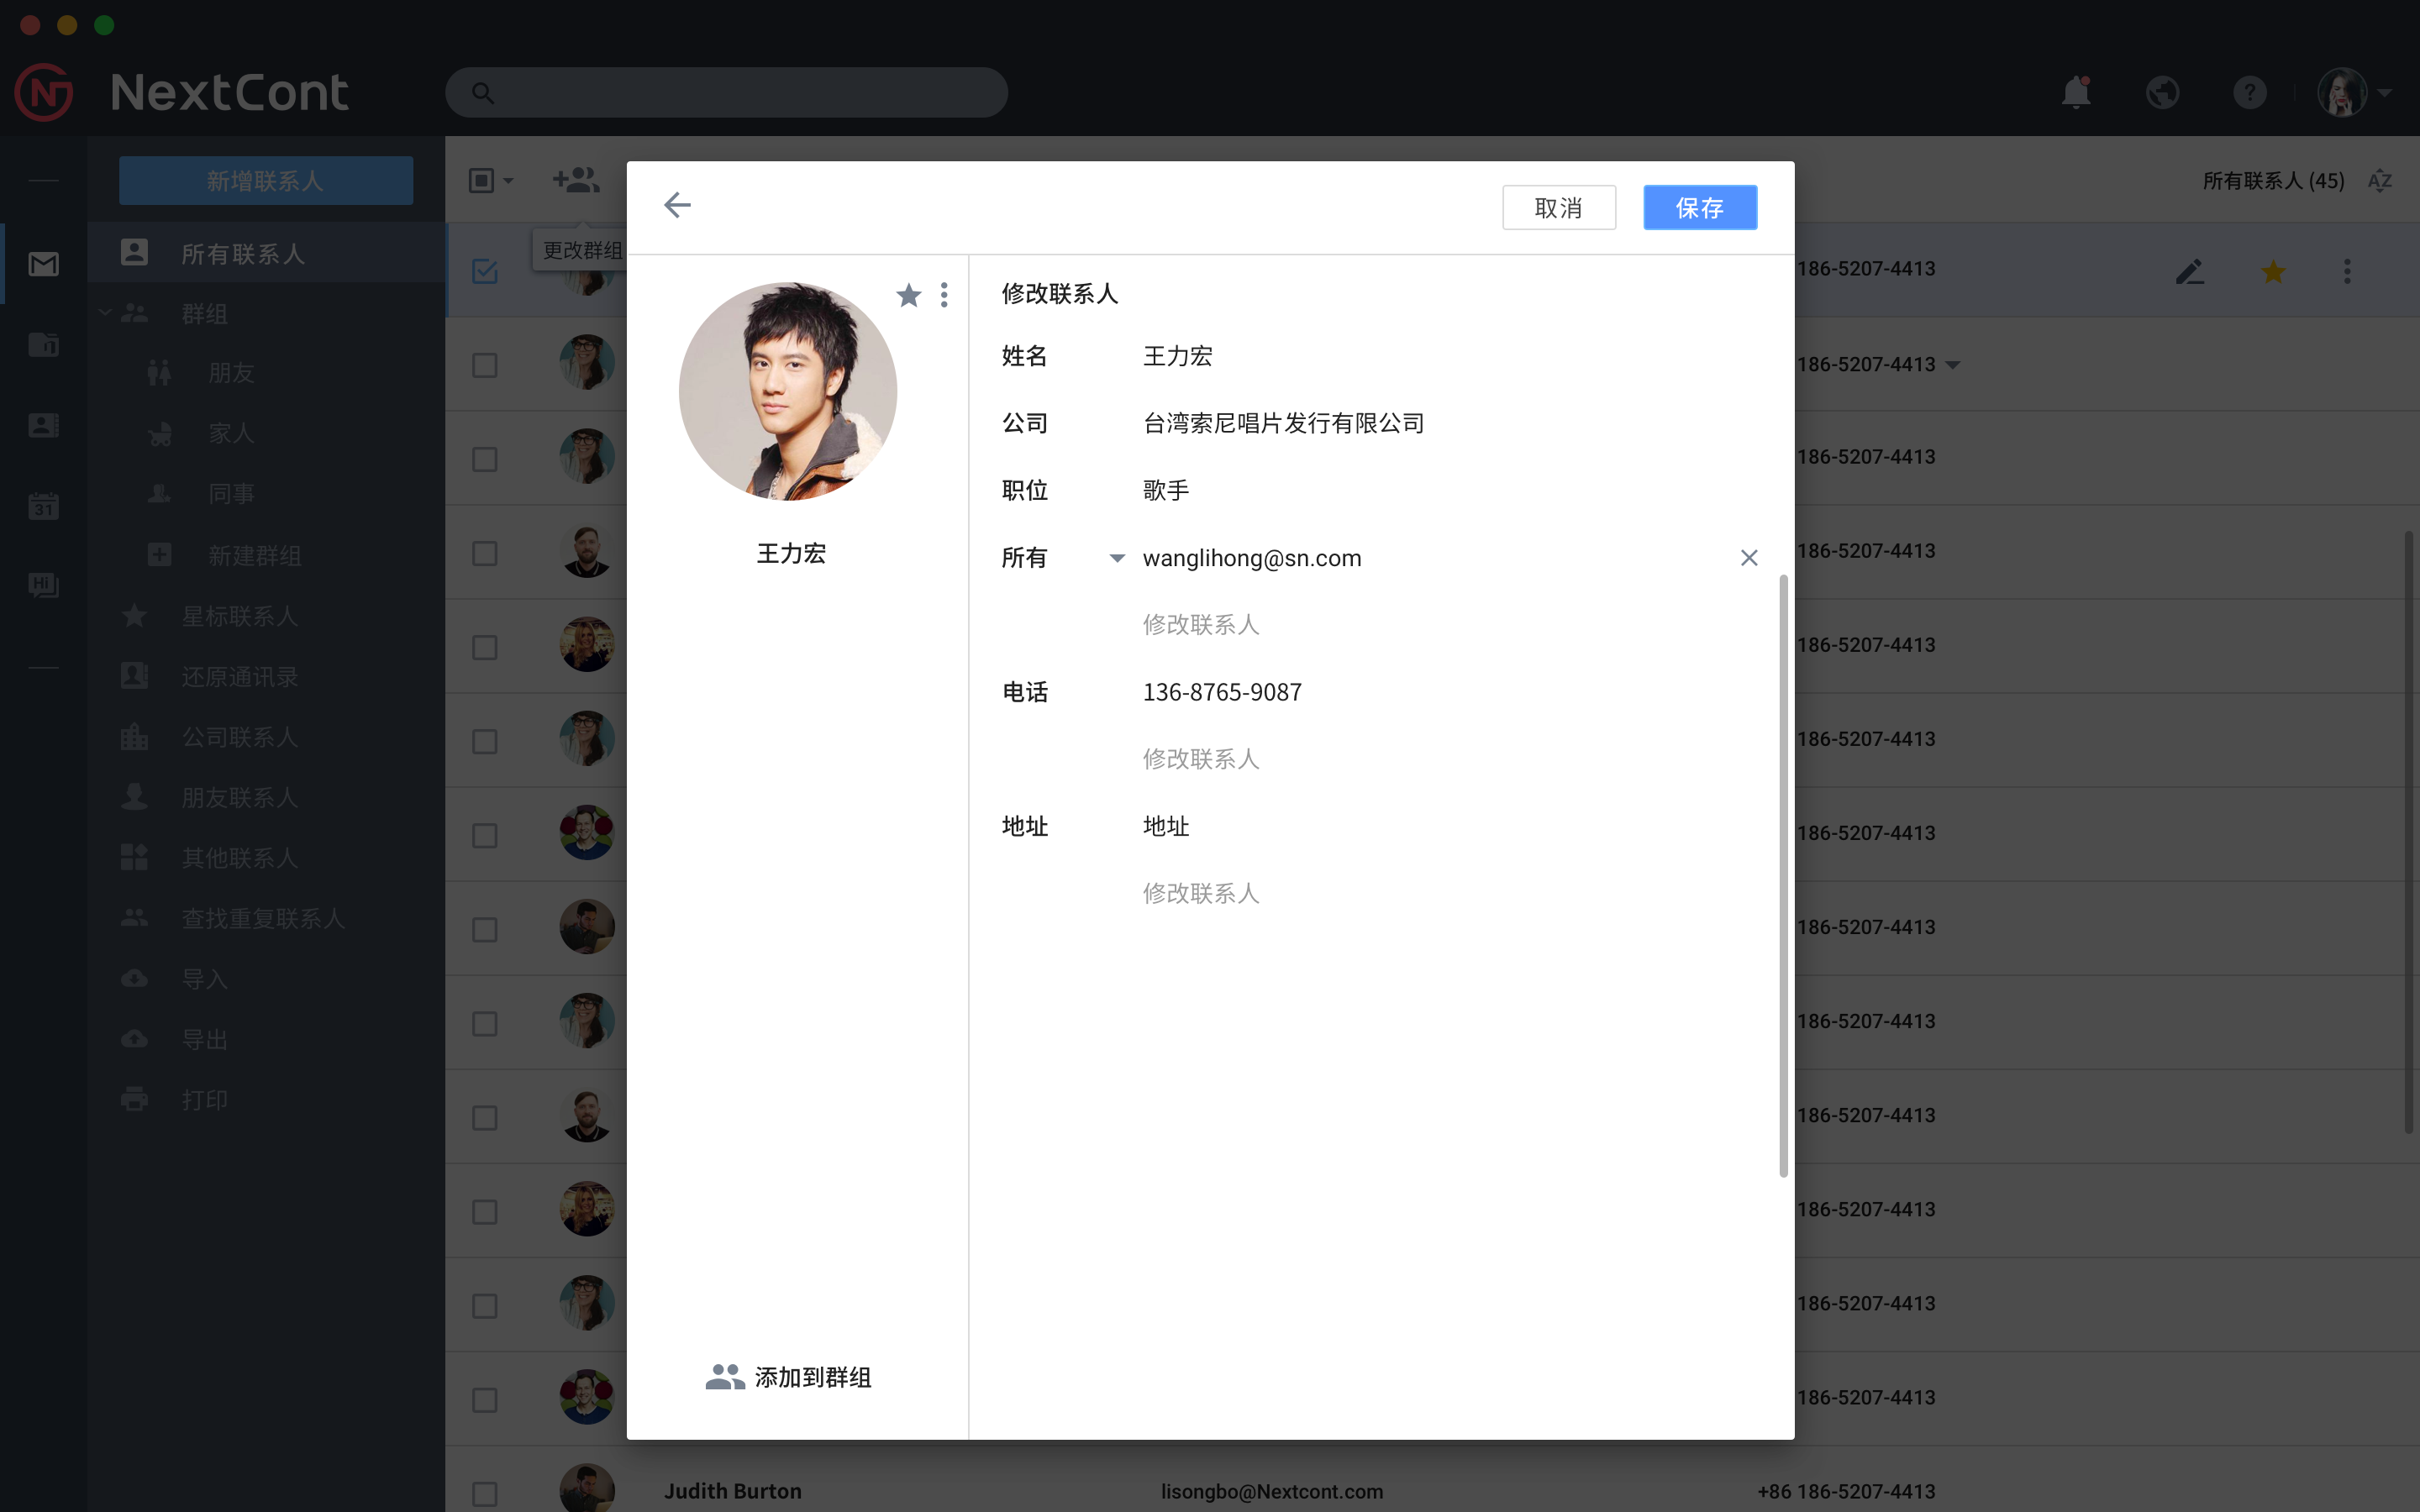 NextCont
新增联系人
所有联系人 (45)
AZ
所有联系人
更改群组
群组
朋友
家人
同事
新建群组
星标联系人
还原通讯录
公司联系人
朋友联系人
其他联系人
查找重复联系人
导入
导出
打印
31
Hi
取消
保存
王力宏
添加到群组
修改联系人
姓名 王力宏
公司 台湾索尼唱片发行有限公司
职位 歌手
所有 wanglihong@sn.com
修改联系人
电话 136-8765-9087
修改联系人
地址 地址
修改联系人
186-5207-4413
186-5207-4413
186-5207-4413
186-5207-4413
186-5207-4413
186-5207-4413
186-5207-4413
186-5207-4413
186-5207-4413
186-5207-4413
186-5207-4413
186-5207-4413
186-5207-4413
Judith Burton lisongbo@Nextcont.com +86 186-5207-4413